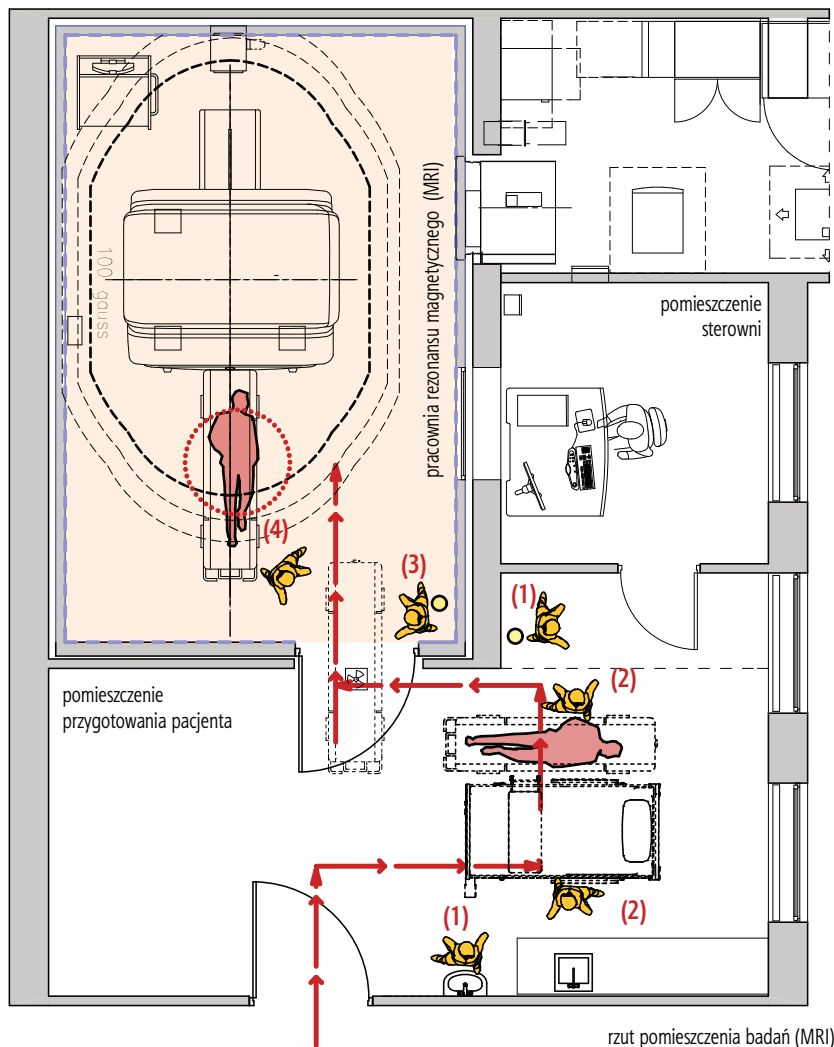 pracownia rezonansu magnetycznego (MRI)
100 gauss
pomieszczenie
sterowni
(4)
(3)
(1)
pomieszczenie
przygotowania pacjenta
(2)
(1)
(2)
rzut pomieszczenia badań (MRI)